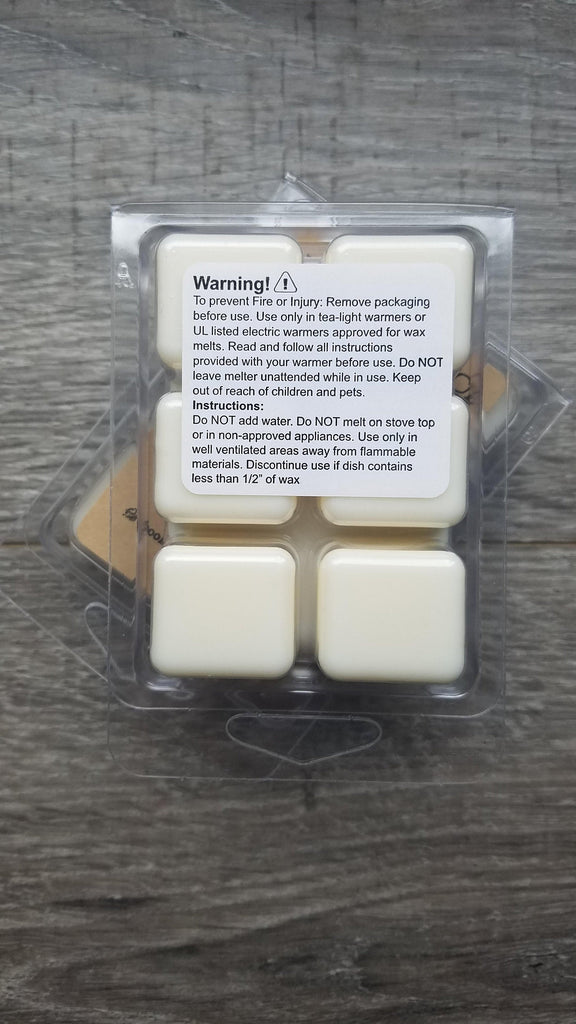 Warning!
To prevent Fire or Injury: Remove packaging
before use. Use only in tea-light warmers or
UL listed electric warmers approved for wax
melts. Read and follow all instructions
provided with your warmer before use. Do NOT
leave melter unattended while in use. Keep
out of reach of children and pets.
Instructions:
Do NOT add water. Do NOT melt on stove top
or in non-approved appliances. Use only in
well ventilated areas away from flammable
materials. Discontinue use if dish contains
less than 1/2" of wax